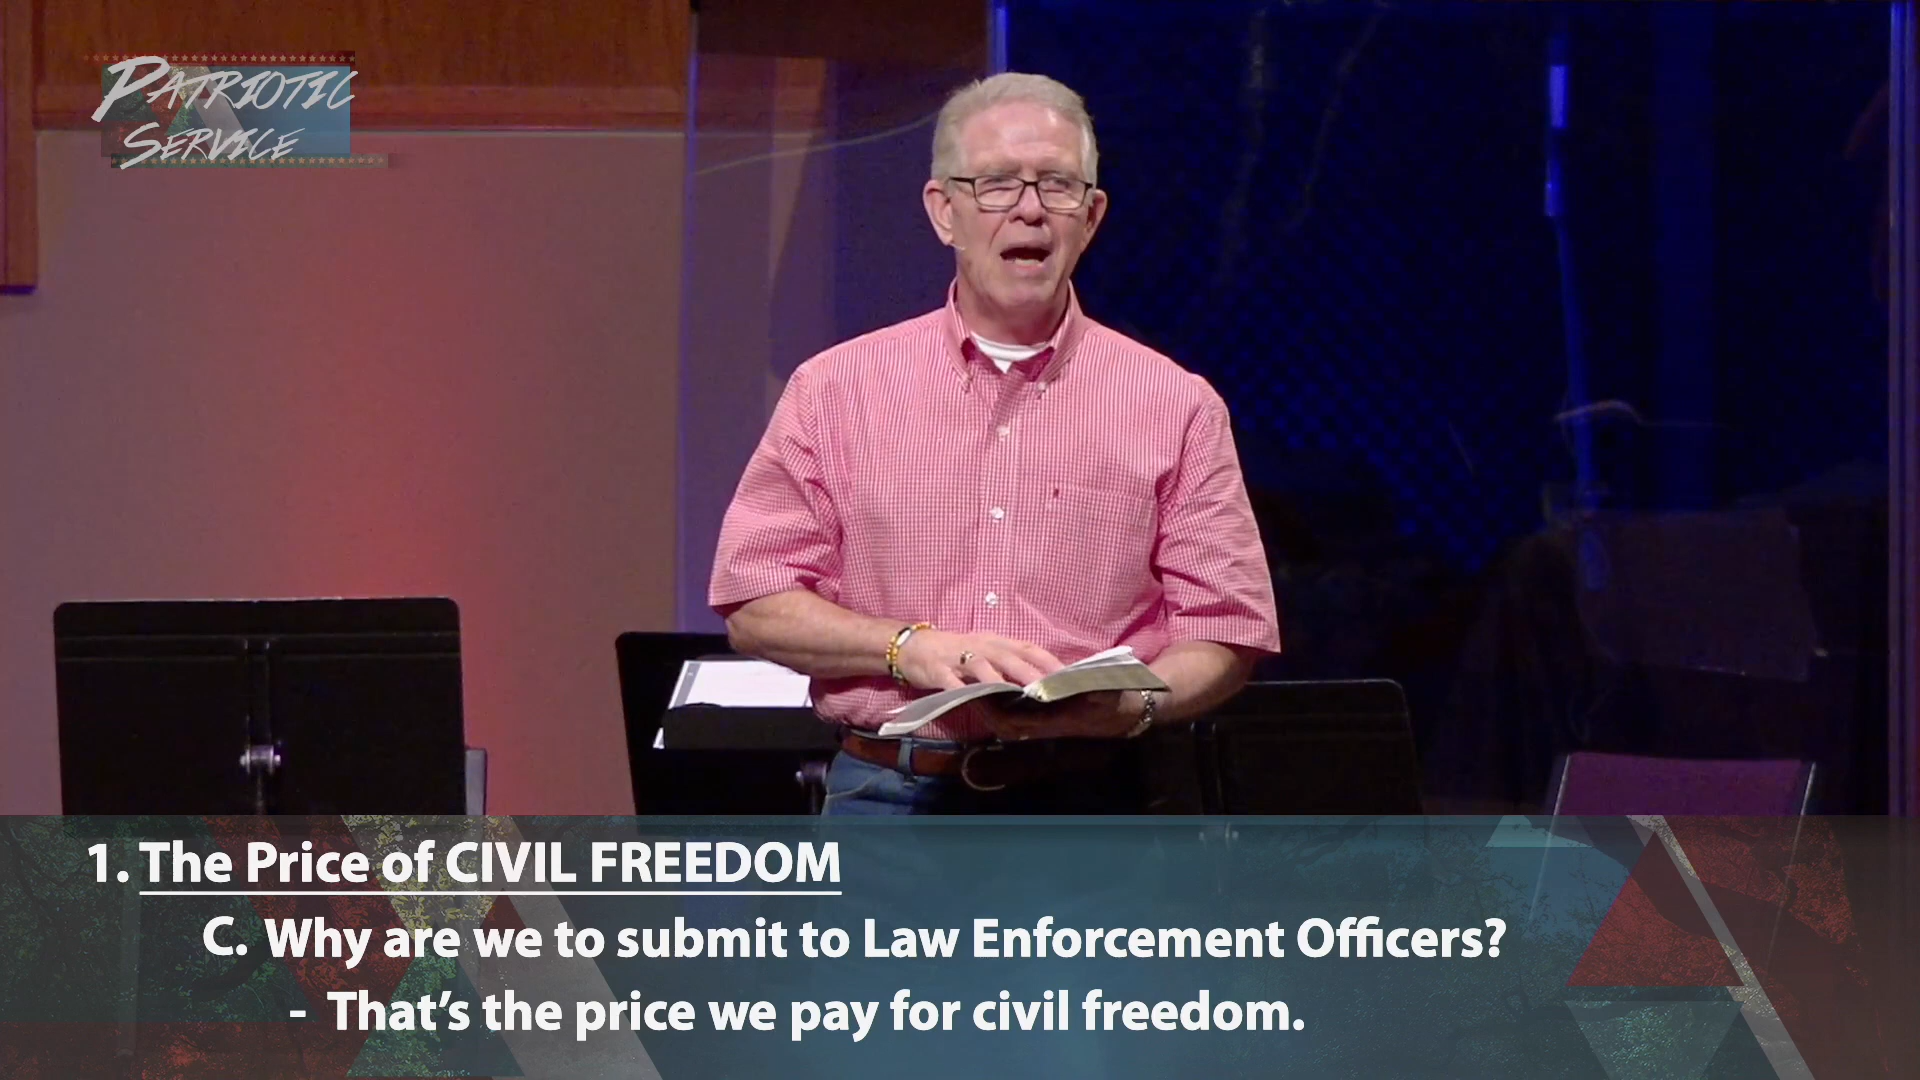 PATRIOTIC
SERVICE
1. The Price of CIVIL FREEDOM
C. Why are we to submit to Law Enforcement Officers?
- That's the price we pay for civil freedom.